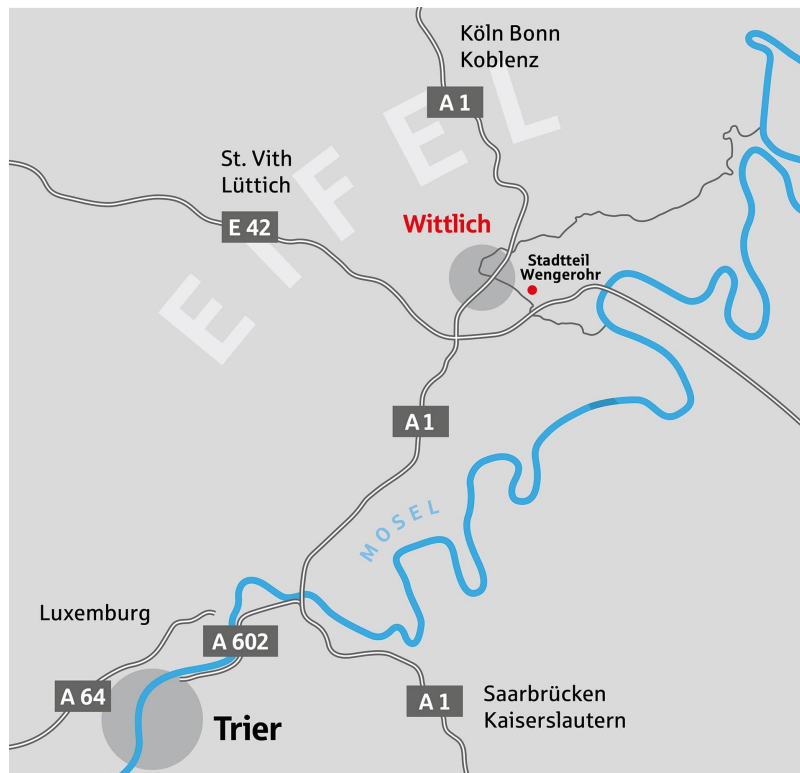 Köln Bonn
Koblenz
A 1
EIFEL
St. Vith
Lüttich
E 42
Wittlich
Stadtteil
Wengerohr
A 1
MOSEL
Luxemburg
A 602
A 64
Trier
A 1
Saarbrücken
Kaiserslautern